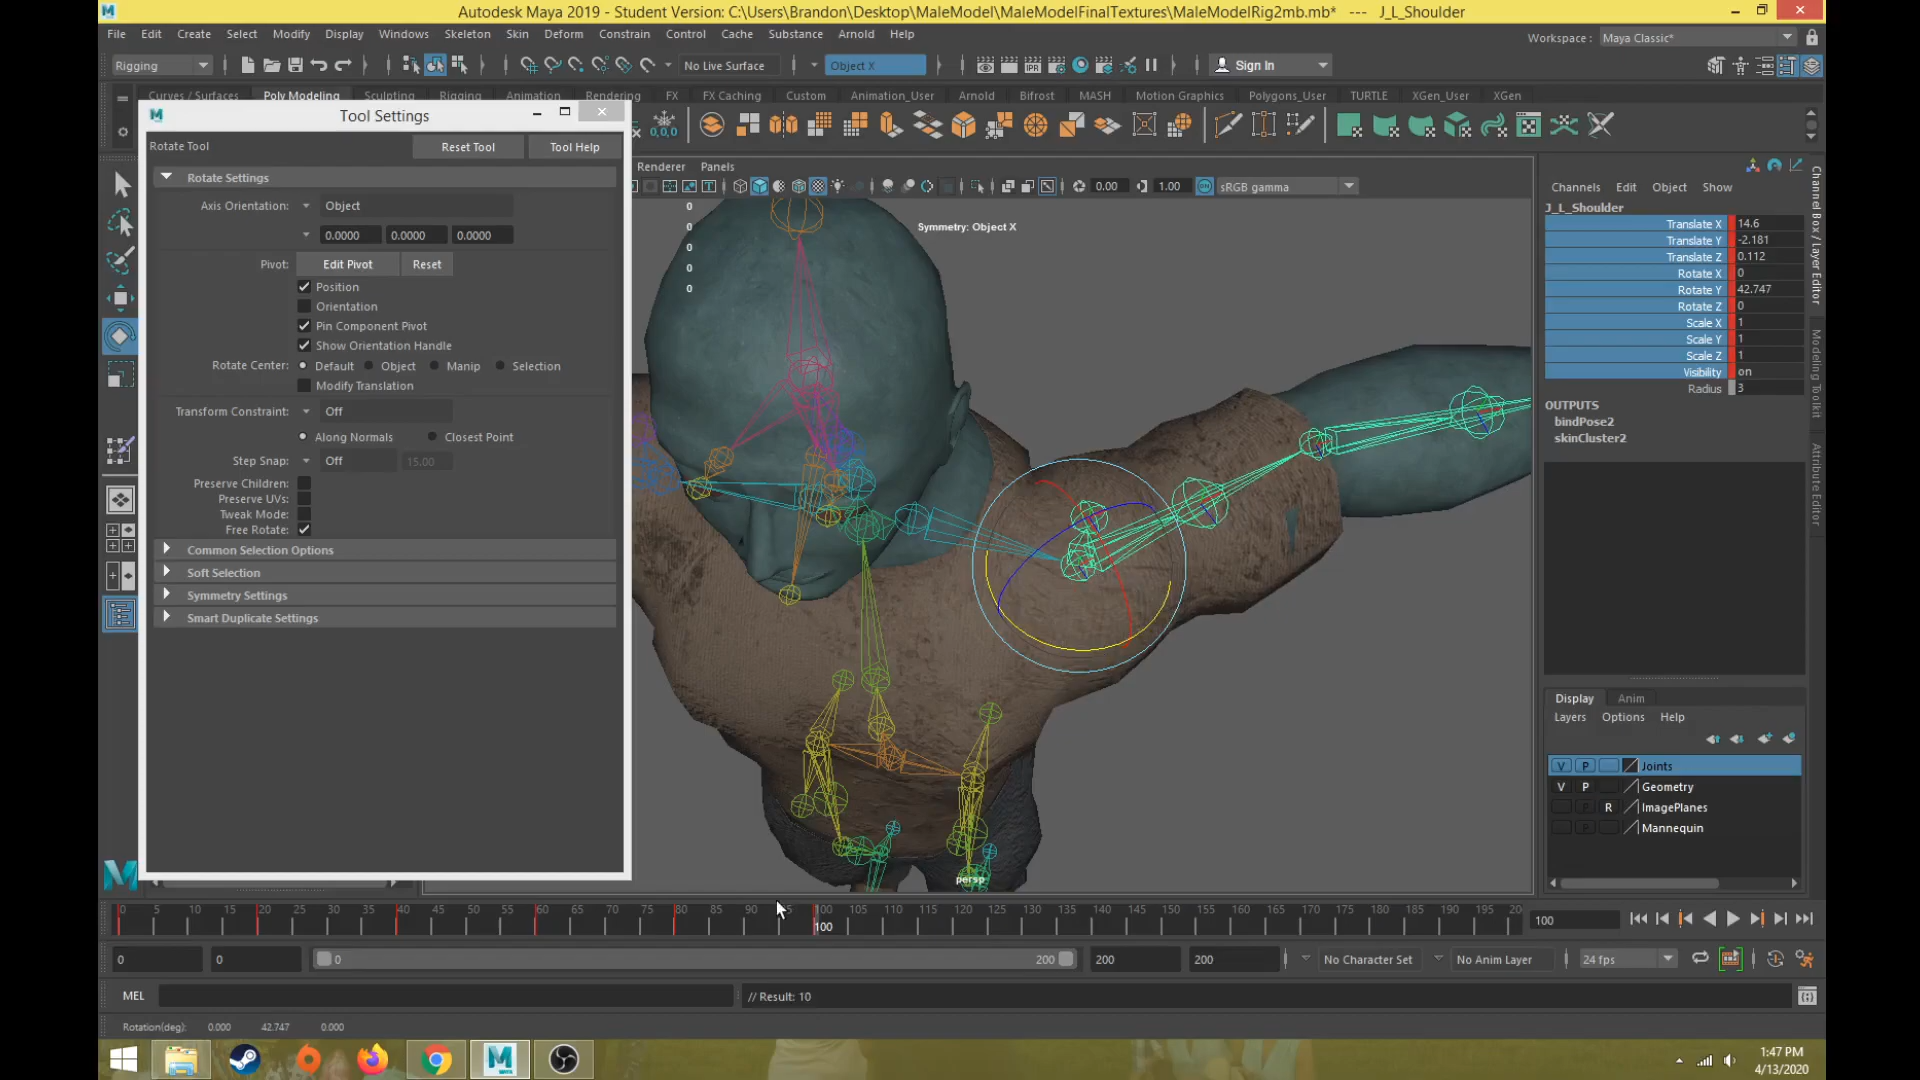 Autodesk Maya 2019 - Student Version: C:\Users\Brandon\Desktop\MaleModel\MaleModelFinalTextures\MaleModelRig2mb.mb* --- J_L_Shoulder
File Edit Create Select Modify Display Windows Skeleton Skin Deform Constrain Control Cache Substance Arnold Help
Workspace : Maya Classic*
Rigging No Live Surface Object X Sign In
Curves / Surfaces Poly Modeling Sculpting Rigging Animation Rendering FX FX Caching Custom Animation_User Arnold Bifrost MASH Motion Graphics Polygons_User TURTLE XGen_User XGen
Tool Settings
Rotate Tool Reset Tool Tool Help
Renderer Panels
0.00 1.00 sRGB gamma
Rotate Settings
Axis Orientation: Object
0.0000 0.0000 0.0000
Pivot: Edit Pivot Reset
Position
Orientation
Pin Component Pivot
Show Orientation Handle
Rotate Center: Default Object Manip Selection
Modify Translation
Transform Constraint: Off
Along Normals Closest Point
Step Snap: Off 15.00
Preserve Children:
Preserve UVs:
Tweak Mode:
Free Rotate:
Common Selection Options
Soft Selection
Symmetry Settings
Smart Duplicate Settings
0
0
0
0
0
Symmetry: Object X
persp
Channels Edit Object Show
J_L_Shoulder
Translate X 14.6
Translate Y -2.181
Translate Z 0.112
Rotate X 0
Rotate Y 42.747
Rotate Z 0
Scale X 1
Scale Y 1
Scale Z 1
Visibility on
Radius 3
OUTPUTS
bindPose2
skinCluster2
Channel Box / Layer Editor
Modeling Toolkit
Attribute Editor
Display Anim
Layers Options Help
V P Joints
V P Geometry
P R ImagePlanes
P Mannequin
0 5 10 15 20 25 30 35 40 45 50 55 60 65 70 75 80 85 90 100 105 110 115 120 125 130 135 140 145 150 155 160 165 170 175 180 185 190 195 20
100
100
0 0 0 200 200 200 No Character Set No Anim Layer 24 fps
MEL // Result: 10
Rotation(deg): 0.000 42.747 0.000
1:47 PM
4/13/2020